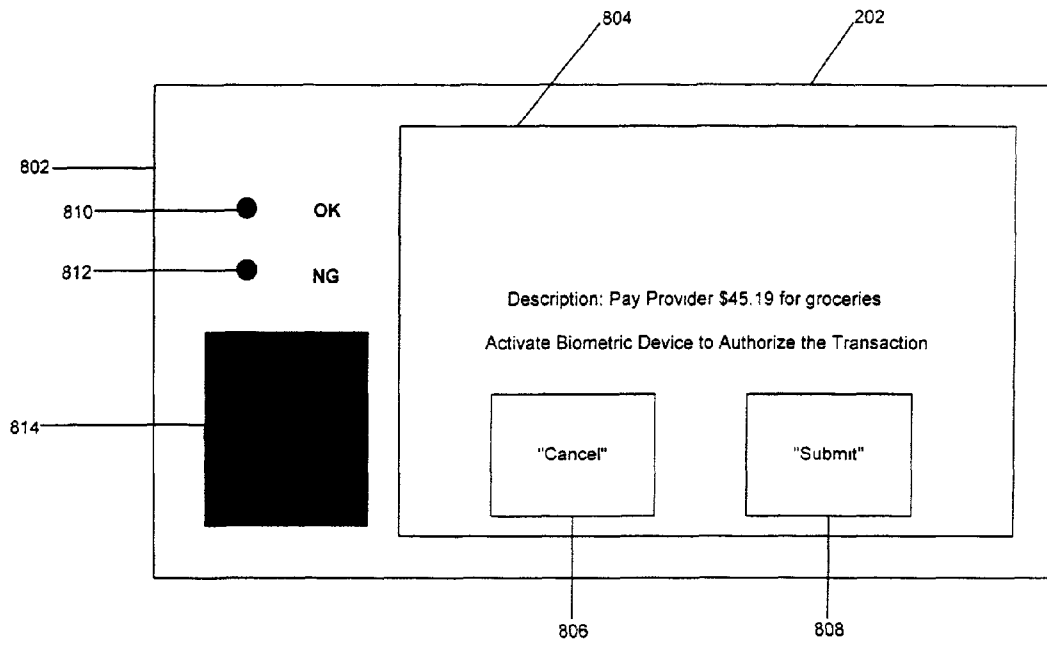 804
202
802
810
OK
812
NG
Description: Pay Provider $45.19 for groceries
Activate Biometric Device to Authorize the Transaction
814
"Cancel"
"Submit"
806
808